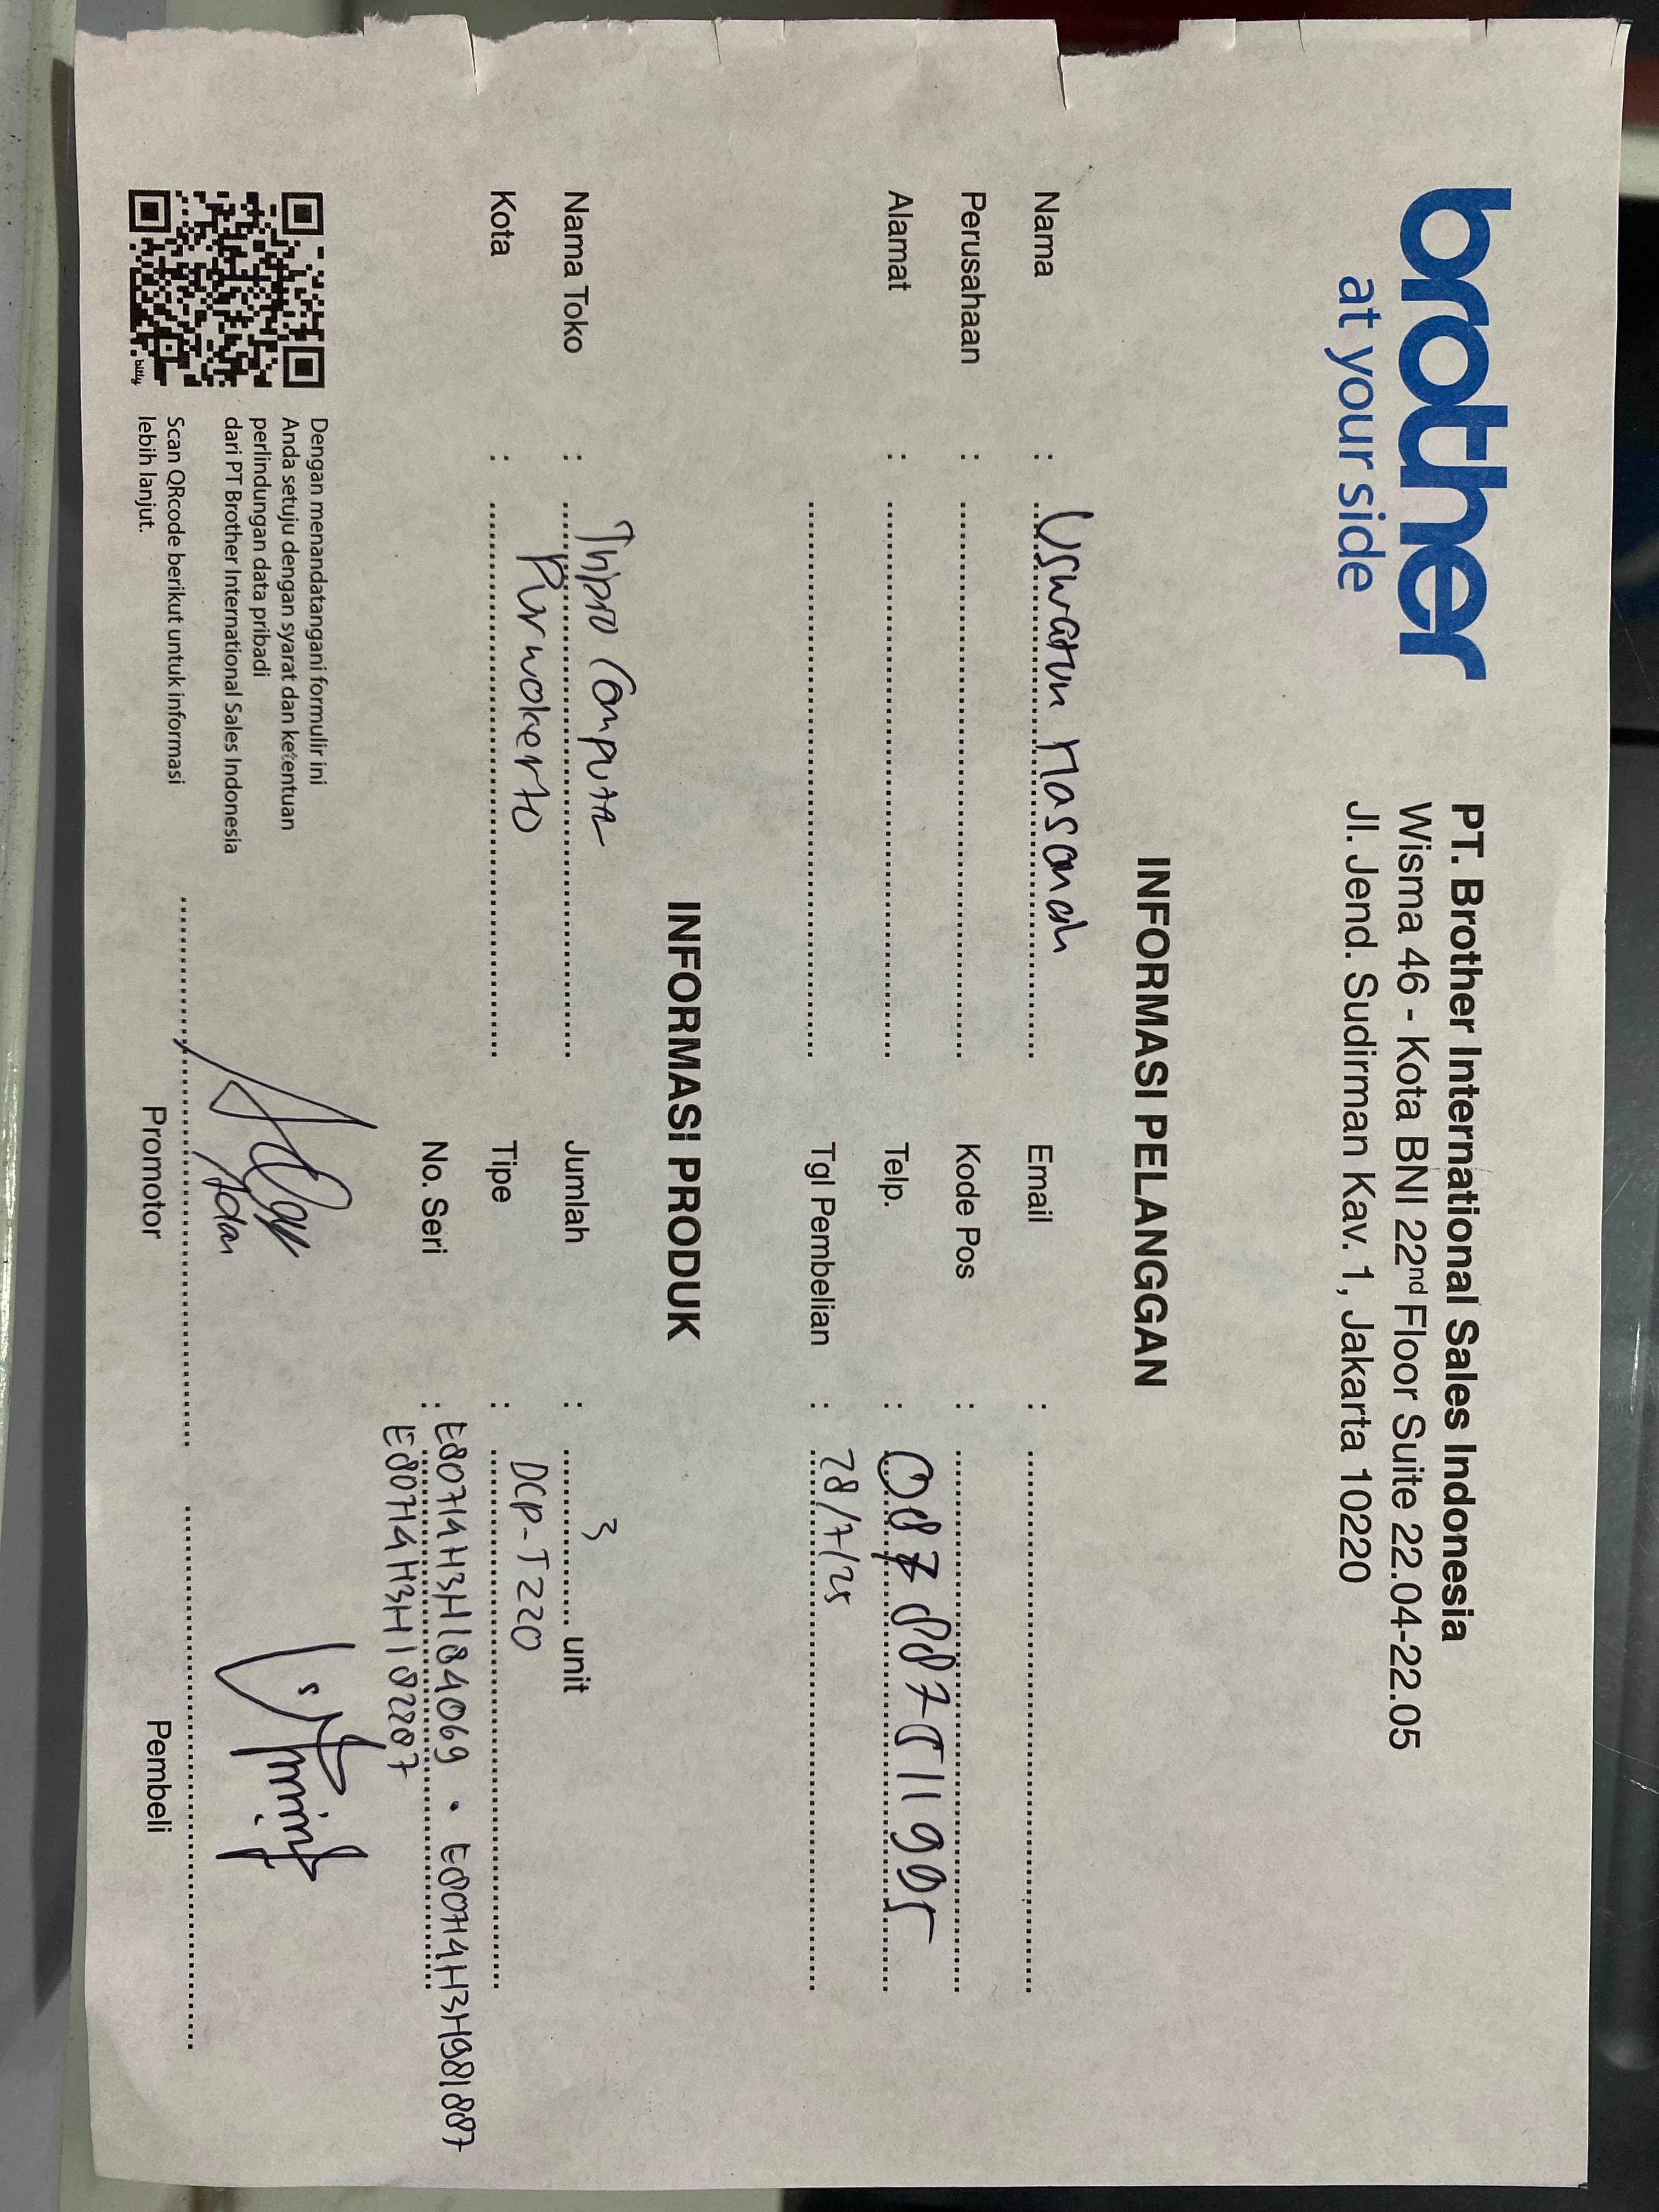 brother
at your side
PT. Brother International Sales Indonesia
Wisma 46 - Kota BNI 22nd Floor Suite 22.04-22.05
Jl. Jend. Sudirman Kav. 1, Jakarta 10220
INFORMASI PELANGGAN
Nama : Uswatun Hasanah
Perusahaan :
Alamat :
Email :
Kode Pos :
Telp. : 087887511995
Tgl Pembelian : 28/7/25
INFORMASI PRODUK
Nama Toko : Computer
Kota : Purwokerto
Jumlah : 3 unit
Tipe : DCP-T220
No. Seri : E80714H3H184069 .
Dengan menandatangani formulir ini
Anda setuju dengan syarat dan ketentuan
perlindungan data pribadi
dari PT Brother International Sales Indonesia
Scan QRcode berikut untuk informasi
lebih lanjut.
bitly
Adam
Promotor
Pembeli